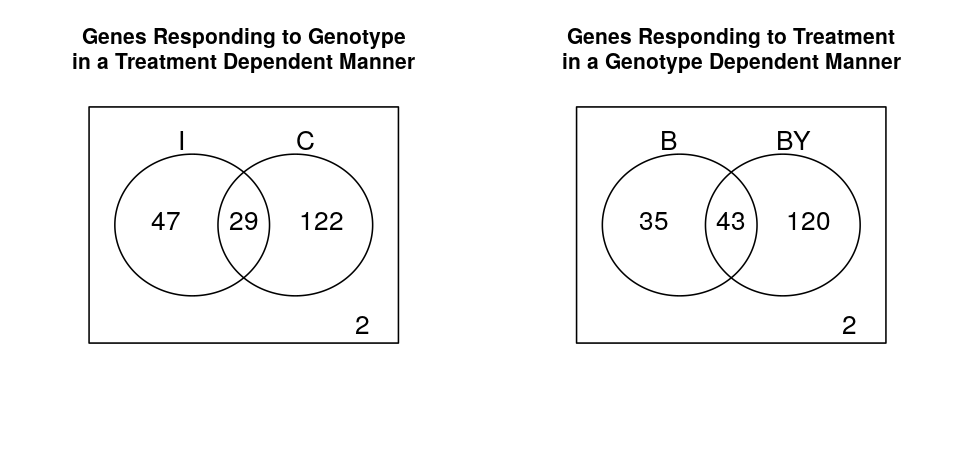 Genes Responding to Genotype
in a Treatment Dependent Manner
I C
47 29 122
2
Genes Responding to Treatment
in a Genotype Dependent Manner
B BY
35 43 120
2